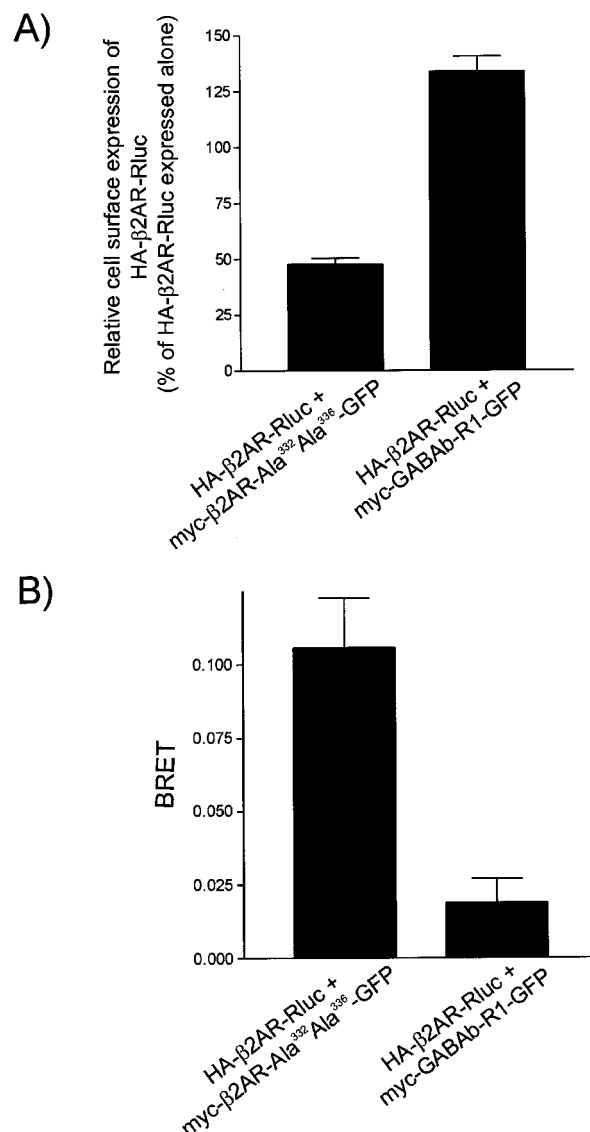 A)
Relative cell surface expression of
HA-β2AR-Rluc
(% of HA-β2AR-Rluc expressed alone)
150
125
100
75
50
25
0
HA-β2AR-Rluc +
myc-β2AR-Ala³³²Ala³³⁶-GFP
HA-β2AR-Rluc +
myc-GABAb-R1-GFP
B)
BRET
0.100
0.075
0.050
0.025
0.000
HA-β2AR-Rluc +
myc-β2AR-Ala³³²Ala³³⁶-GFP
HA-β2AR-Rluc +
myc-GABAb-R1-GFP